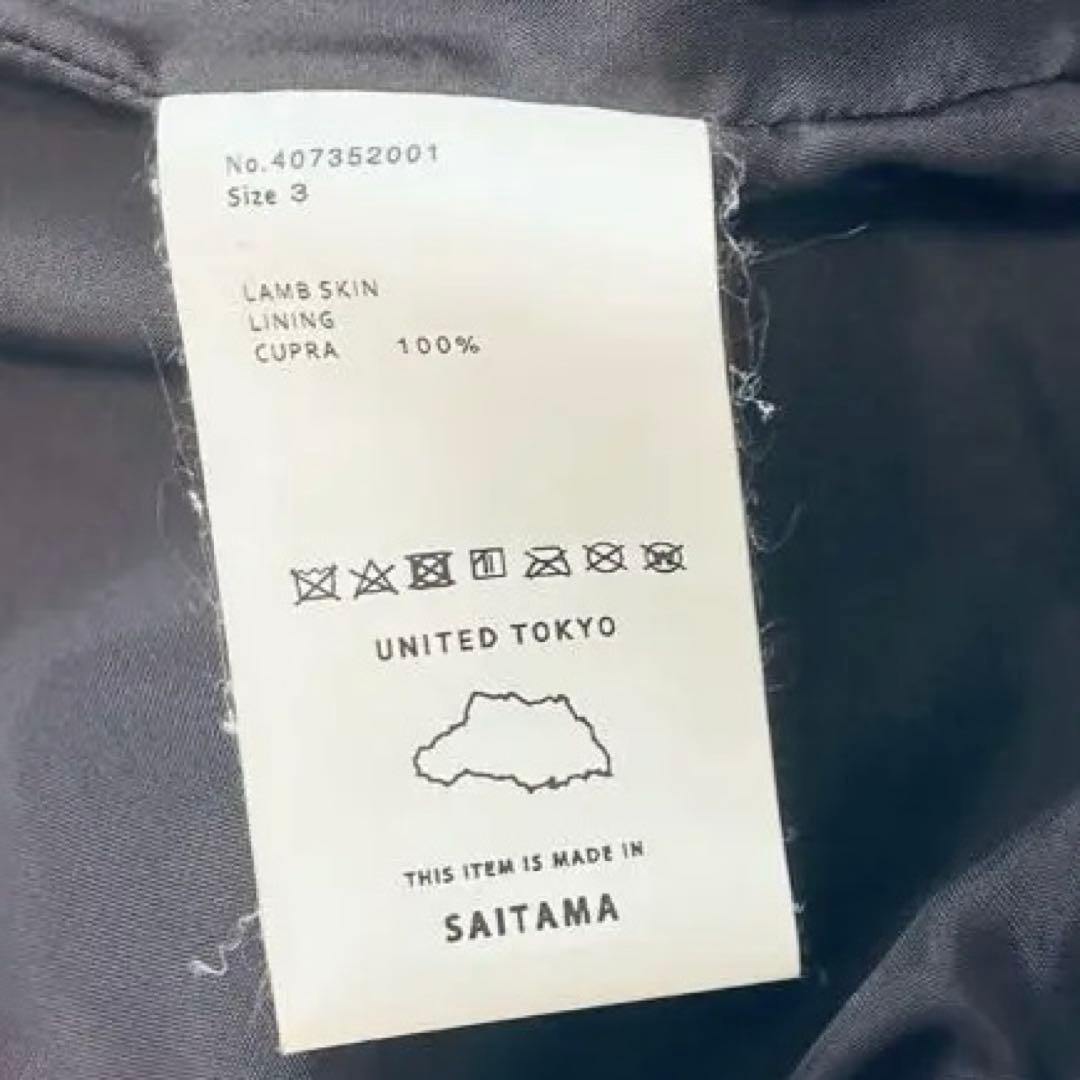 No.407352001
Size 3
LAMB SKIN
LINING
CUPRA 100%
UNITED TOKYO
THIS ITEM IS MADE IN
SAITAMA